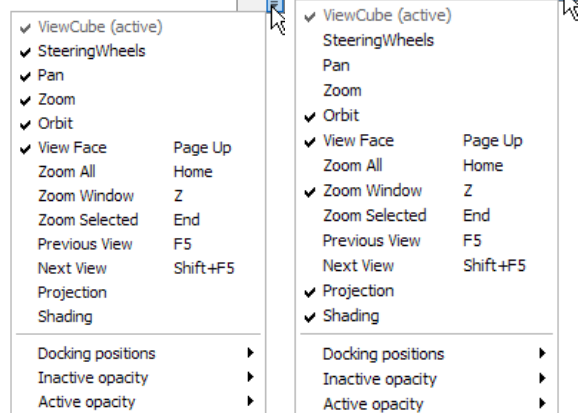 ViewCube (active)
SteeringWheels
Pan
Zoom
Orbit
View Face Page Up
Zoom All Home
Zoom Window Z
Zoom Selected End
Previous View F5
Next View Shift+F5
Projection
Shading
Docking positions
Inactive opacity
Active opacity
ViewCube (active)
SteeringWheels
Pan
Zoom
Orbit
View Face Page Up
Zoom All Home
Zoom Window Z
Zoom Selected End
Previous View F5
Next View Shift+F5
Projection
Shading
Docking positions
Inactive opacity
Active opacity